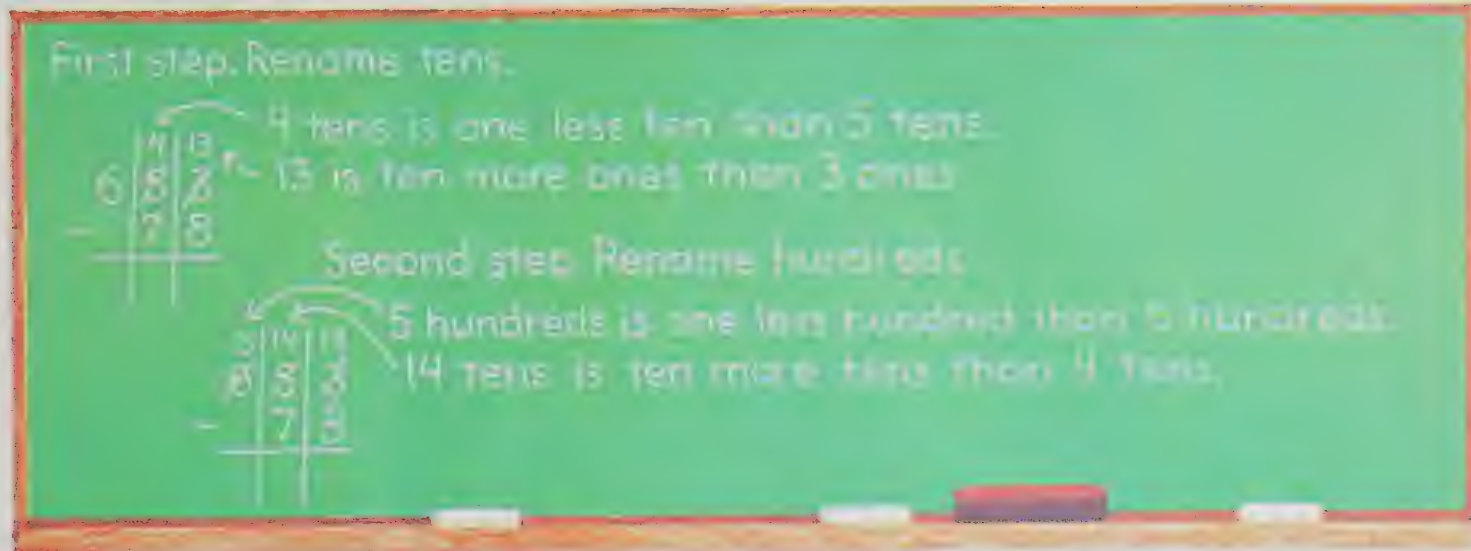 First step. Rename tens.
4 tens is one less ten than 5 tens.
4 13
13 is ten more ones than 3 ones
6 5 3
- 7 8
Second step. Rename hundreds
5 hundreds is one less hundred than 6 hundreds.
5 14 13
14 tens is ten more tens than 4 tens.
6 5 3
- 7 8